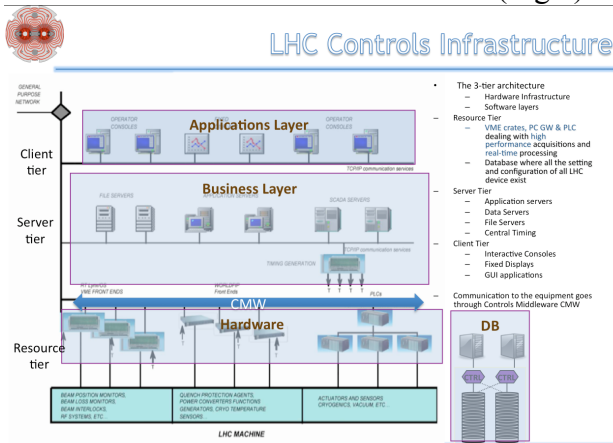 LHC Controls Infrastructure
GENERAL
PURPOSE
NETWORK
OPERATOR
CONSOLES
OPERATOR
CONSOLES
Applications Layer
TCP/IP communication services
Client
tier
Business Layer
FILE SERVERS
SCADA SERVERS
Server
tier
TCP/IP communication services
TIMING GENERATION
T T T T
VME FRONT ENDS
Front Ends
PLCs
CMW
Hardware
Resource
tier
BEAM POSITION MONITORS,
BEAM LOSS MONITORS,
BEAM INTERLOCKS,
RF SYSTEMS, ETC...
QUENCH PROTECTION AGENTS,
POWER CONVERTERS FUNCTIONS
GENERATORS, CRYO TEMPERATURE
SENSORS...
ACTUATORS AND SENSORS
CRYOGENICS, VACUUM, ETC...
LHC MACHINE
• The 3-tier architecture
– Hardware Infrastructure
– Software layers
– Resource Tier
– VME crates, PC GW & PLC
dealing with high
performance acquisitions and
real-time processing
– Database where all the setting
and configuration of all LHC
device exist
– Server Tier
– Application servers
– Data Servers
– File Servers
– Central Timing
– Client Tier
– Interactive Consoles
– Fixed Displays
– GUI applications
– Communication to the equipment goes
through Controls Middleware CMW
DB
CTRL CTRL